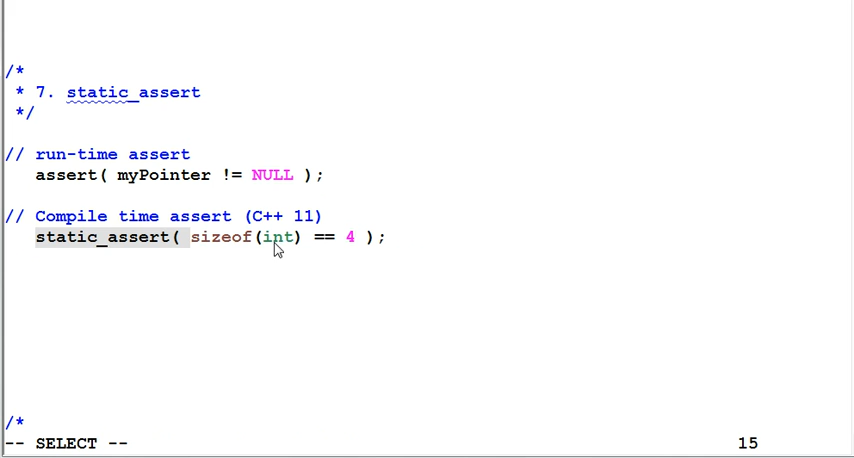 /*
* 7. static_assert
*/
// run-time assert
assert( myPointer != NULL );
// Compile time assert (C++ 11)
static_assert( sizeof(int) == 4 );
/*
-- SELECT -- 15